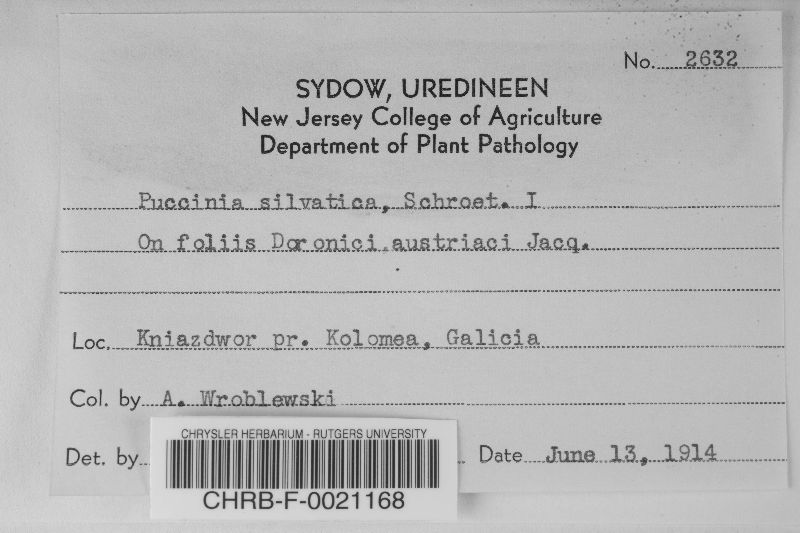 No. 2632
SYDOW, UREDINEEN
New Jersey College of Agriculture
Department of Plant Pathology
Puccinia silvatica, Schroet. I
On foliis Doronici austriaci Jacq.
Loc. Kniazdwor pr. Kolomea, Galicia
Col. by A. Wroblewski
Det. by Date June 13, 1914
CHRYSLER HERBARIUM - RUTGERS UNIVERSITY
CHRB-F-0021168